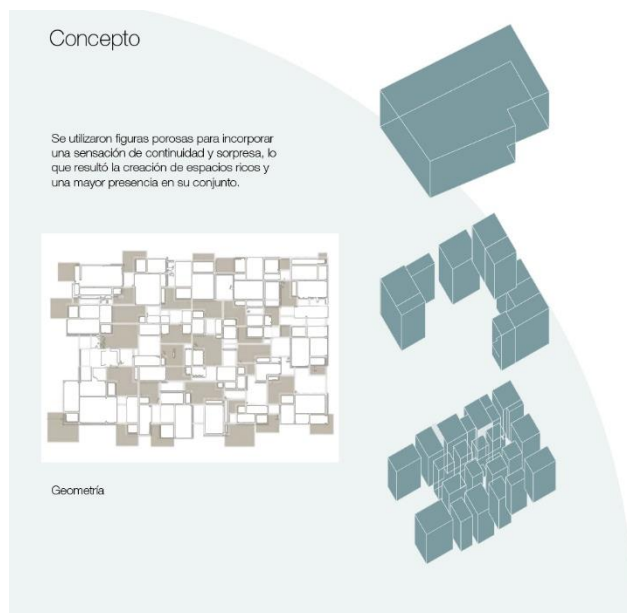 Concepto
Se utilizaron figuras porosas para incorporar
una sensación de continuidad y sorpresa, lo
que resultó la creación de espacios ricos y
una mayor presencia en su conjunto.
Geometría